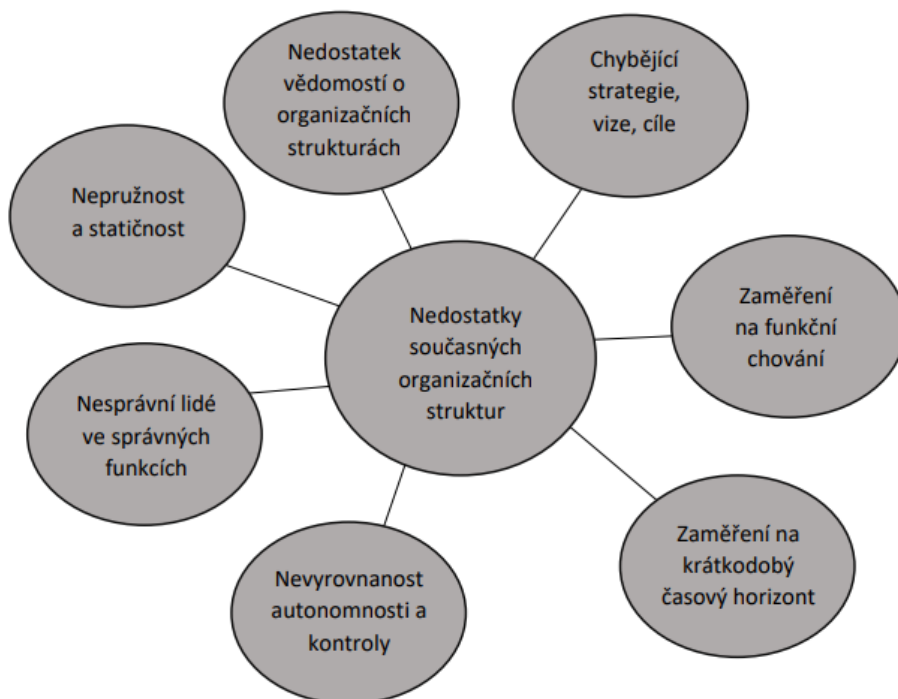 Nedostatek
vědomostí o
organizačních
strukturách
Chybějící
strategie,
vize, cíle
Nepružnost
a statičnost
Zaměření
na funkční
chování
Nedostatky
současných
organizačních
struktur
Nesprávní lidé
ve správných
funkcích
Zaměření na
krátkodobý
časový horizont
Nevyrovnanost
autonomnosti a
kontroly